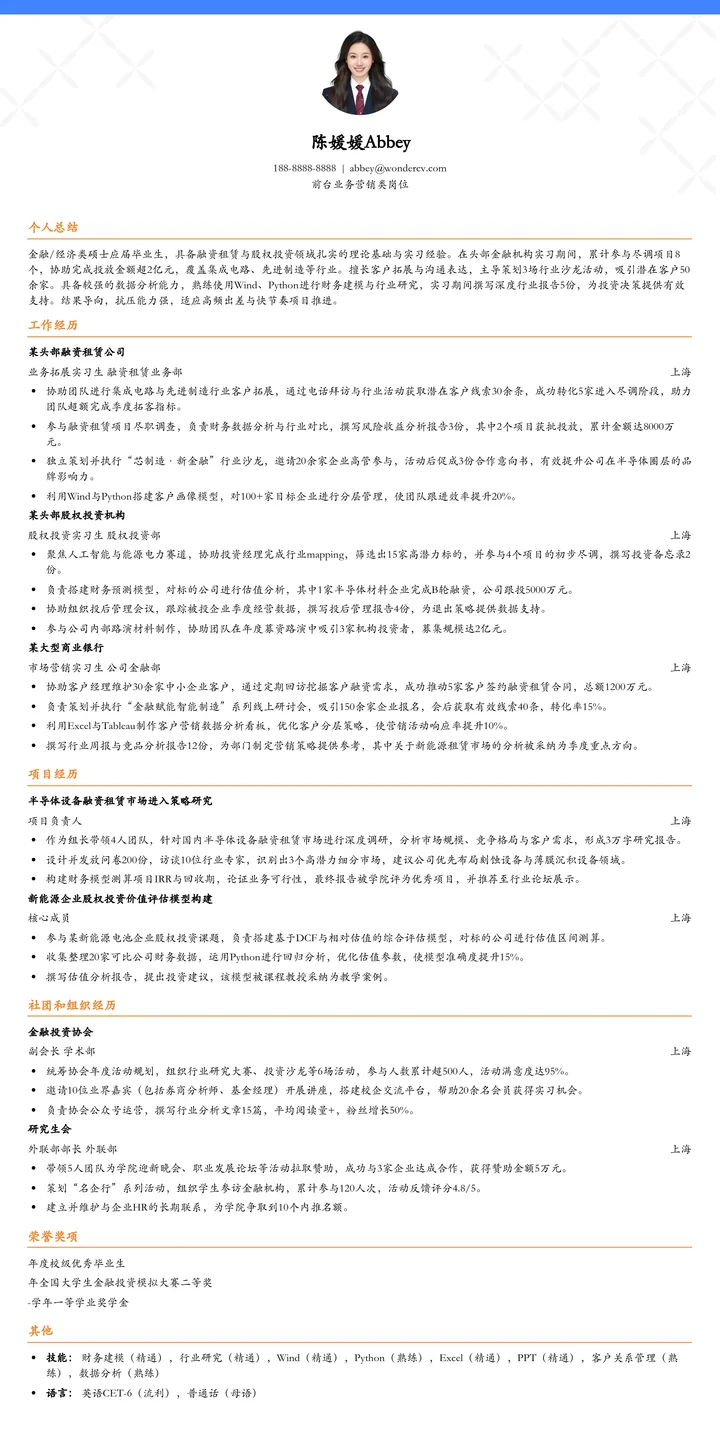 陈媛媛Abbey
188-8888-8888 | abbey@wondercv.com
前台业务营销类岗位
个人总结
金融/经济类硕士应届毕业生，具备融资租赁与股权投资领域扎实的理论基础与实习经验。在头部金融机构实习期间，累计参与尽调项目8
个，协助完成投放金额超2亿元，覆盖集成电路、先进制造等行业。擅长客户拓展与沟通表达，主导策划3场行业沙龙活动，吸引潜在客户50
余家。具备较强的数据分析能力，熟练使用Wind、Python进行财务建模与行业研究，实习期间撰写深度行业报告5份，为投资决策提供有效
支持。结果导向，抗压能力强，适应高频出差与快节奏项目推进。
工作经历
某头部融资租赁公司
业务拓展实习生 融资租赁业务部 上海
• 协助团队进行集成电路与先进制造行业客户拓展，通过电话拜访与行业活动获取潜在客户线索30余条，成功转化5家进入尽调阶段，助力
团队超额完成季度拓客指标。
• 参与融资租赁项目尽职调查，负责财务数据分析与行业对比，撰写风险收益分析报告3份，其中2个项目获批投放，累计金额达8000万
元。
• 独立策划并执行“芯制造·新金融”行业沙龙，邀请20余家企业高管参与，活动后促成3份合作意向书，有效提升公司在半导体圈层的品
牌影响力。
• 利用Wind与Python搭建客户画像模型，对100+家目标企业进行分层管理，使团队跟进效率提升20%。
某头部股权投资机构
股权投资实习生 股权投资部 上海
• 聚焦人工智能与能源电力赛道，协助投资经理完成行业mapping，筛选出15家高潜力标的，并参与4个项目的初步尽调，撰写投资备忘录2
份。
• 负责搭建财务预测模型，对标的公司进行估值分析，其中1家半导体材料企业完成B轮融资，公司跟投5000万元。
• 协助组织投后管理会议，跟踪被投企业季度经营数据，撰写投后管理报告4份，为退出策略提供数据支持。
• 参与公司内部路演材料制作，协助团队在年度募资路演中吸引3家机构投资者，募集规模达2亿元。
某大型商业银行
市场营销实习生 公司金融部 上海
• 协助客户经理维护30余家中小企业客户，通过定期回访挖掘客户融资需求，成功推动5家客户签约融资租赁合同，总额1200万元。
• 负责策划并执行“金融赋能智能制造”系列线上研讨会，吸引150余家企业报名，会后获取有效线索40条，转化率15%。
• 利用Excel与Tableau制作客户营销数据分析看板，优化客户分层策略，使营销活动响应率提升10%。
• 撰写行业周报与竞品分析报告12份，为部门制定营销策略提供参考，其中关于新能源租赁市场的分析被采纳为季度重点方向。
项目经历
半导体设备融资租赁市场进入策略研究
项目负责人 上海
• 作为组长带领4人团队，针对国内半导体设备融资租赁市场进行深度调研，分析市场规模、竞争格局与客户需求，形成3万字研究报告。
• 设计并发放问卷200份，访谈10位行业专家，识别出3个高潜力细分市场，建议公司优先布局刻蚀设备与薄膜沉积设备领域。
• 构建财务模型测算项目IRR与回收期，论证业务可行性，最终报告被学院评为优秀项目，并推荐至行业论坛展示。
新能源企业股权投资价值评估模型构建
核心成员 上海
• 参与某新能源电池企业股权投资课题，负责搭建基于DCF与相对估值的综合评估模型，对标的公司进行估值区间测算。
• 收集整理20家可比公司财务数据，运用Python进行回归分析，优化估值参数，使模型准确度提升15%。
• 撰写估值分析报告，提出投资建议，该模型被课程教授采纳为教学案例。
社团和组织经历
金融投资协会
副会长 学术部 上海
• 统筹协会年度活动规划，组织行业研究大赛、投资沙龙等6场活动，参与人数累计超500人，活动满意度达95%。
• 邀请10位业界嘉宾（包括券商分析师、基金经理）开展讲座，搭建校企交流平台，帮助20余名会员获得实习机会。
• 负责协会公众号运营，撰写行业分析文章15篇，平均阅读量+，粉丝增长50%。
研究生会
外联部部长 外联部 上海
• 带领5人团队为学院迎新晚会、职业发展论坛等活动拉取赞助，成功与3家企业达成合作，获得赞助金额5万元。
• 策划“名企行”系列活动，组织学生参访金融机构，累计参与120人次，活动反馈评分4.8/5。
• 建立并维护与企业HR的长期联系，为学院争取到10个内推名额。
荣誉奖项
年度校级优秀毕业生
年全国大学生金融投资模拟大赛二等奖
-学年一等学业奖学金
其他
• 技能： 财务建模（精通），行业研究（精通），Wind（精通），Python（熟练），Excel（精通），PPT（精通），客户关系管理（熟
练），数据分析（熟练）
• 语言： 英语CET-6（流利），普通话（母语）